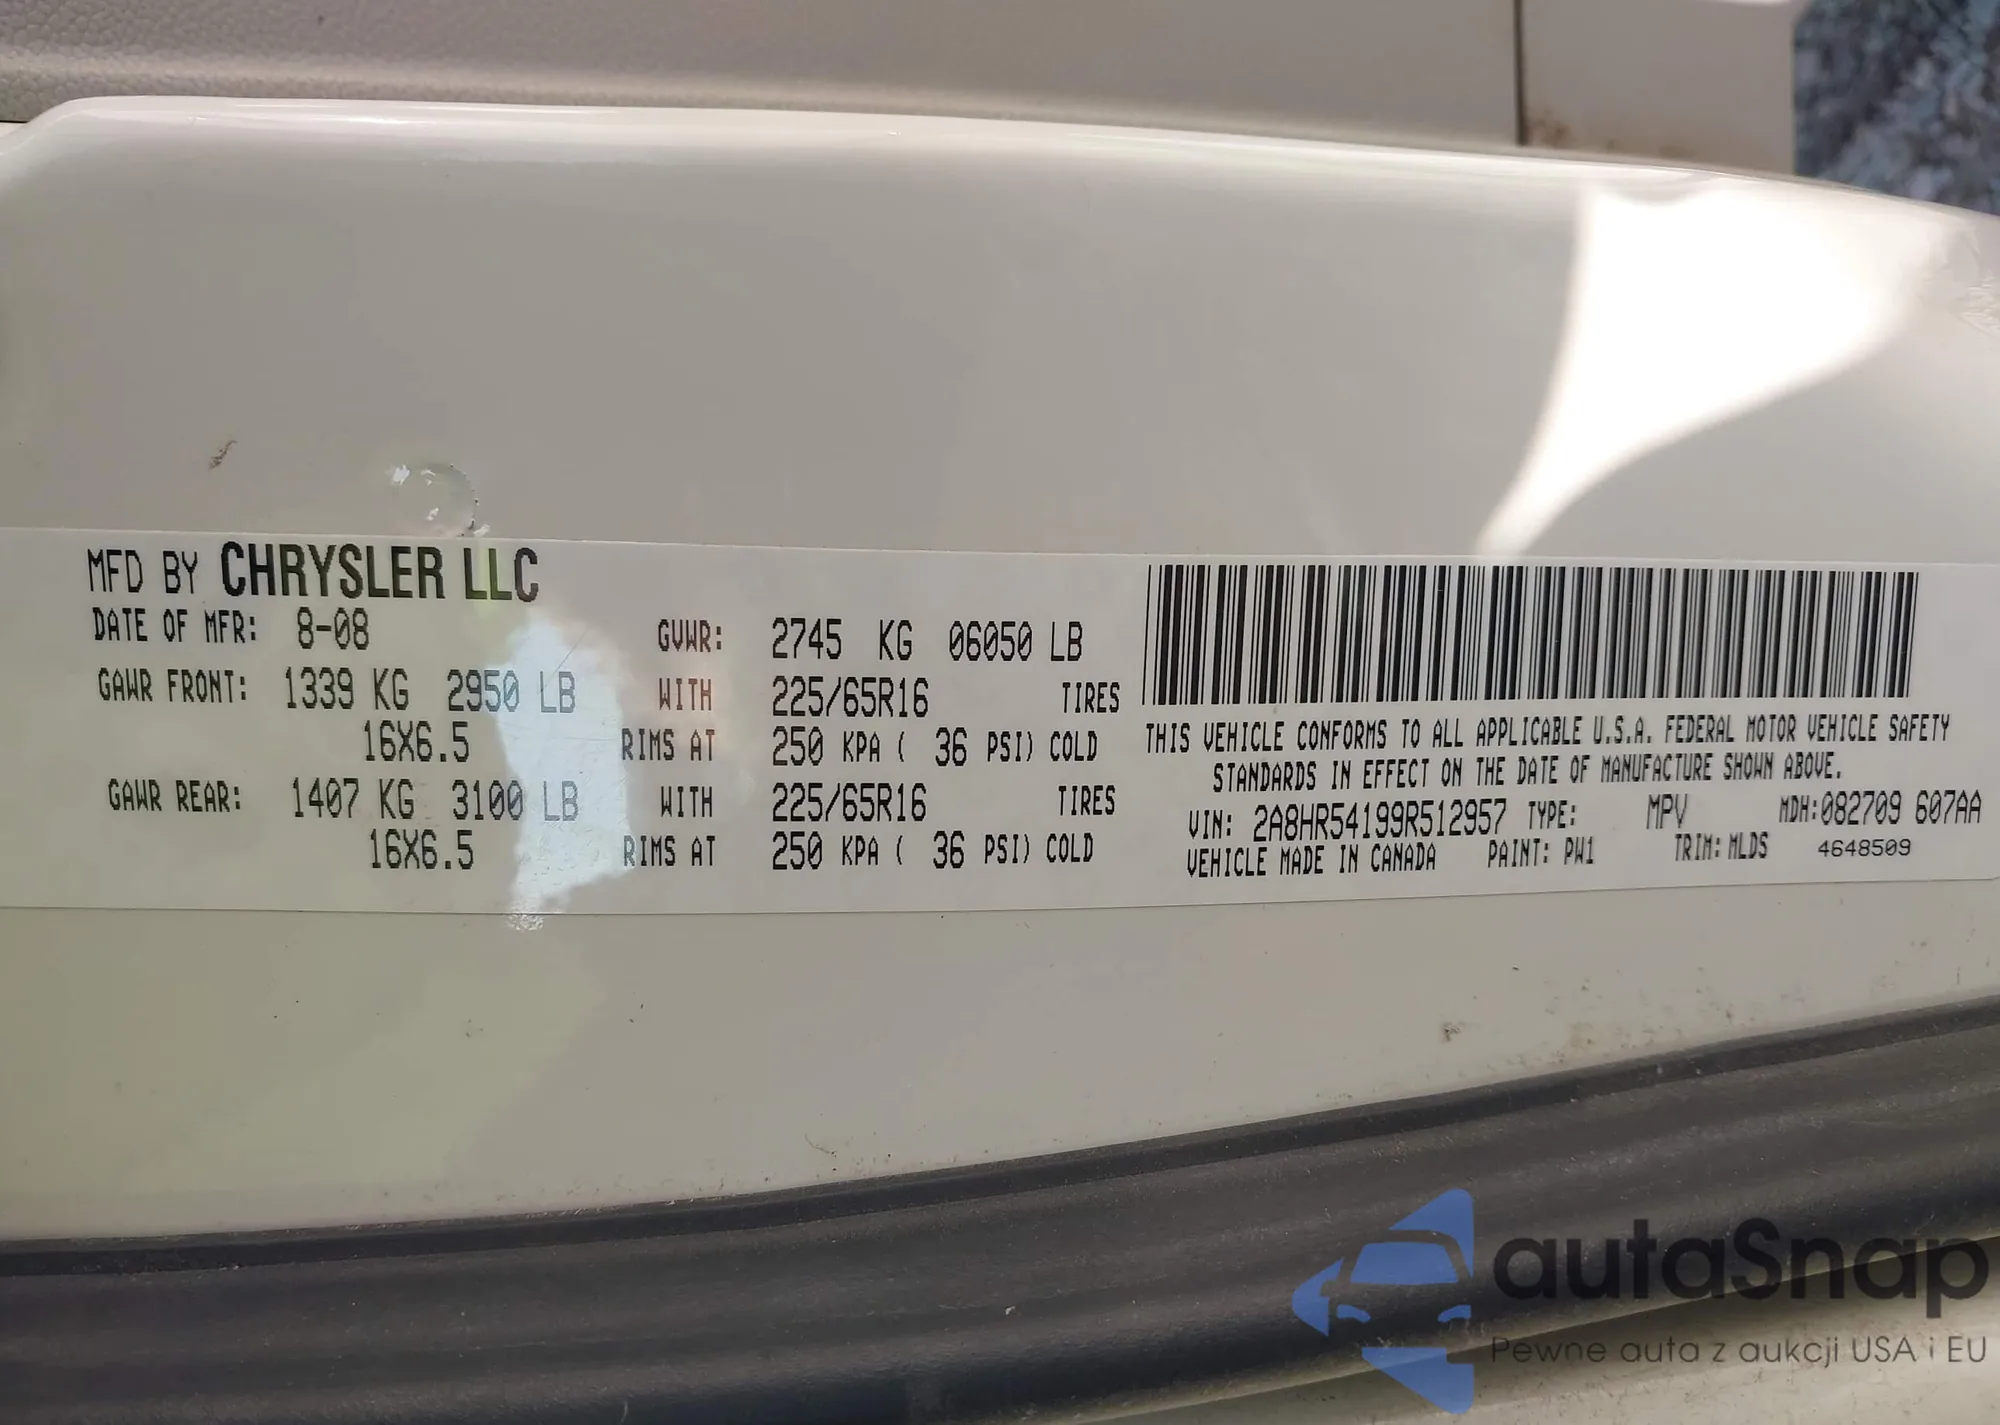 MFD BY CHRYSLER LLC
DATE OF MFR: 8-08 GVWR: 2745 KG 06050 LB
GAWR FRONT: 1339 KG 2950 LB WITH 225/65R16 TIRES
16X6.5 RIMS AT 250 KPA ( 36 PSI) COLD
GAWR REAR: 1407 KG 3100 LB WITH 225/65R16 TIRES
16X6.5 RIMS AT 250 KPA ( 36 PSI) COLD
THIS VEHICLE CONFORMS TO ALL APPLICABLE U.S.A. FEDERAL MOTOR VEHICLE SAFETY
STANDARDS IN EFFECT ON THE DATE OF MANUFACTURE SHOWN ABOVE.
VIN: 2A8HR54199R512957 TYPE: MPV MDH:082709 607AA
VEHICLE MADE IN CANADA PAINT: PW1 TRIM: MLDS 4648509
autaSnap
Pewne auta z aukcji USA i EU